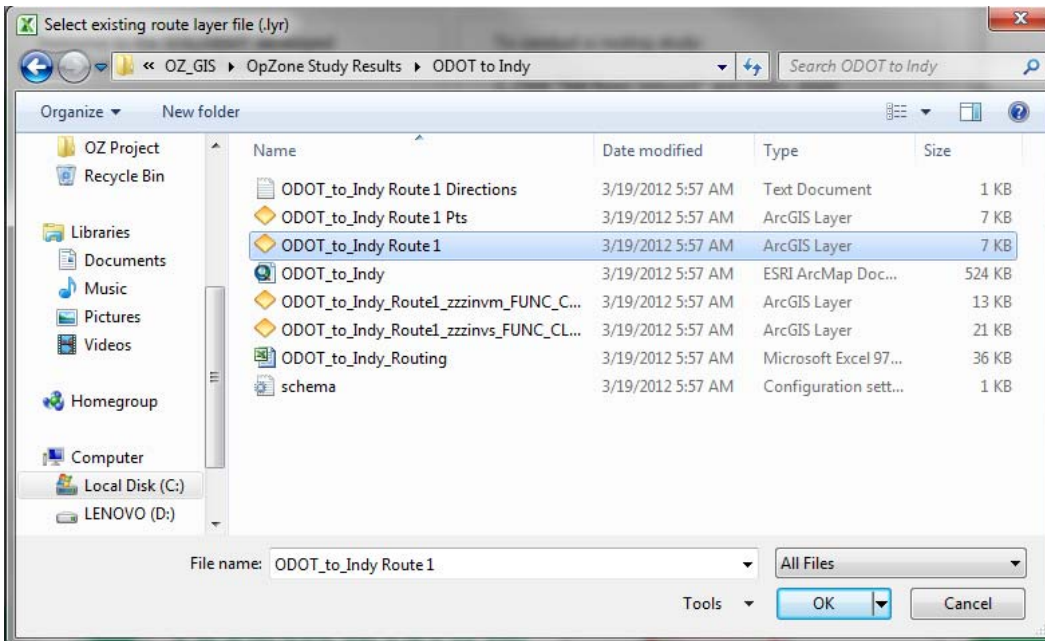 Select existing route layer file (.lyr)
« OZ_GIS ▸ OpZone Study Results ▸ ODOT to Indy
Search ODOT to Indy
Organize New folder
OZ Project
Recycle Bin
Libraries
Documents
Music
Pictures
Videos
Homegroup
Computer
Local Disk (C:)
LENOVO (D:)
Name Date modified Type Size
ODOT_to_Indy Route 1 Directions 3/19/2012 5:57 AM Text Document 1 KB
ODOT_to_Indy Route 1 Pts 3/19/2012 5:57 AM ArcGIS Layer 7 KB
ODOT_to_Indy Route 1 3/19/2012 5:57 AM ArcGIS Layer 7 KB
ODOT_to_Indy 3/19/2012 5:57 AM ESRI ArcMap Doc... 524 KB
ODOT_to_Indy_Route1_zzzinvm_FUNC_C... 3/19/2012 5:57 AM ArcGIS Layer 13 KB
ODOT_to_Indy_Route1_zzzinvs_FUNC_CL... 3/19/2012 5:57 AM ArcGIS Layer 21 KB
ODOT_to_Indy_Routing 3/19/2012 5:57 AM Microsoft Excel 97... 36 KB
schema 3/19/2012 5:57 AM Configuration sett... 1 KB
File name: ODOT_to_Indy Route 1
All Files
Tools OK Cancel